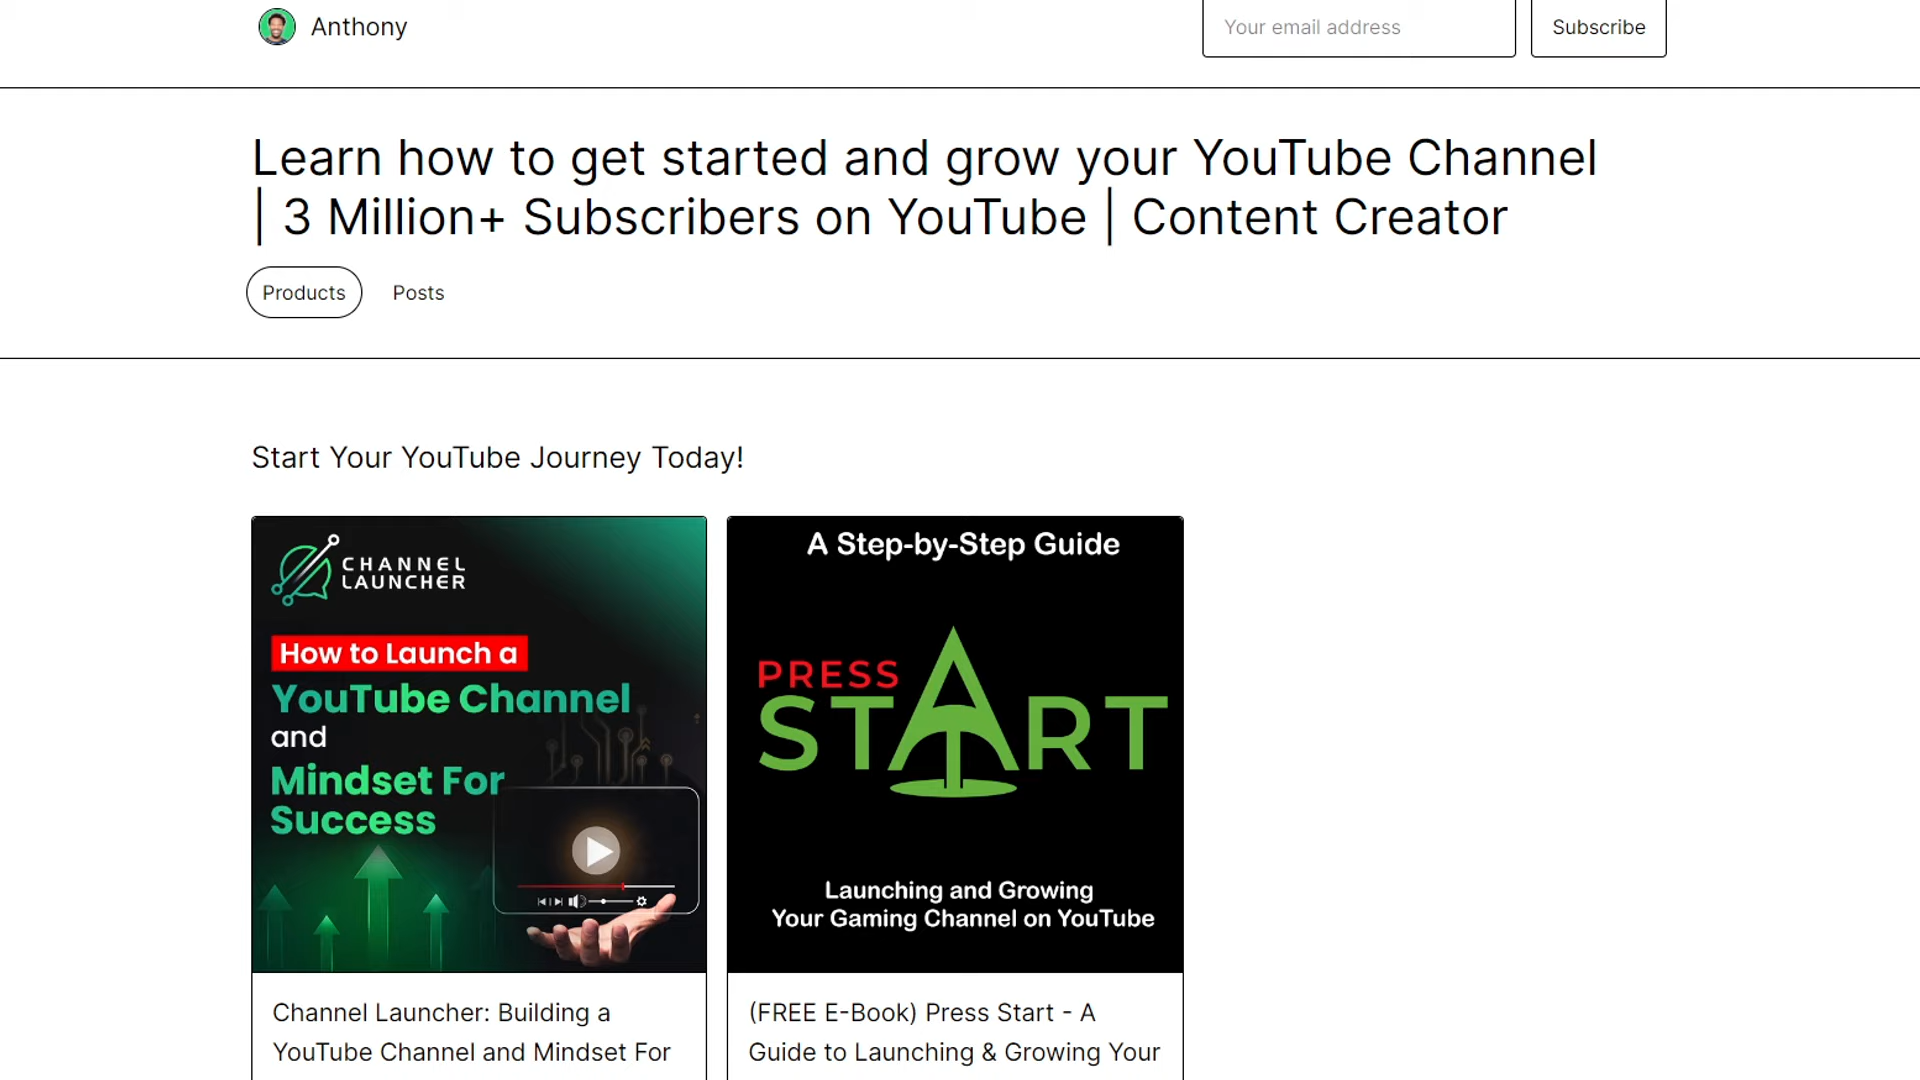 Anthony
Your email address
Subscribe
Learn how to get started and grow your YouTube Channel
| 3 Million+ Subscribers on YouTube | Content Creator
Products
Posts
Start Your YouTube Journey Today!
CHANNEL
LAUNCHER
How to Launch a
YouTube Channel
and
Mindset For
Success
A Step-by-Step Guide
PRESS
START
Launching and Growing
Your Gaming Channel on YouTube
Channel Launcher: Building a
YouTube Channel and Mindset For
(FREE E-Book) Press Start - A
Guide to Launching & Growing Your